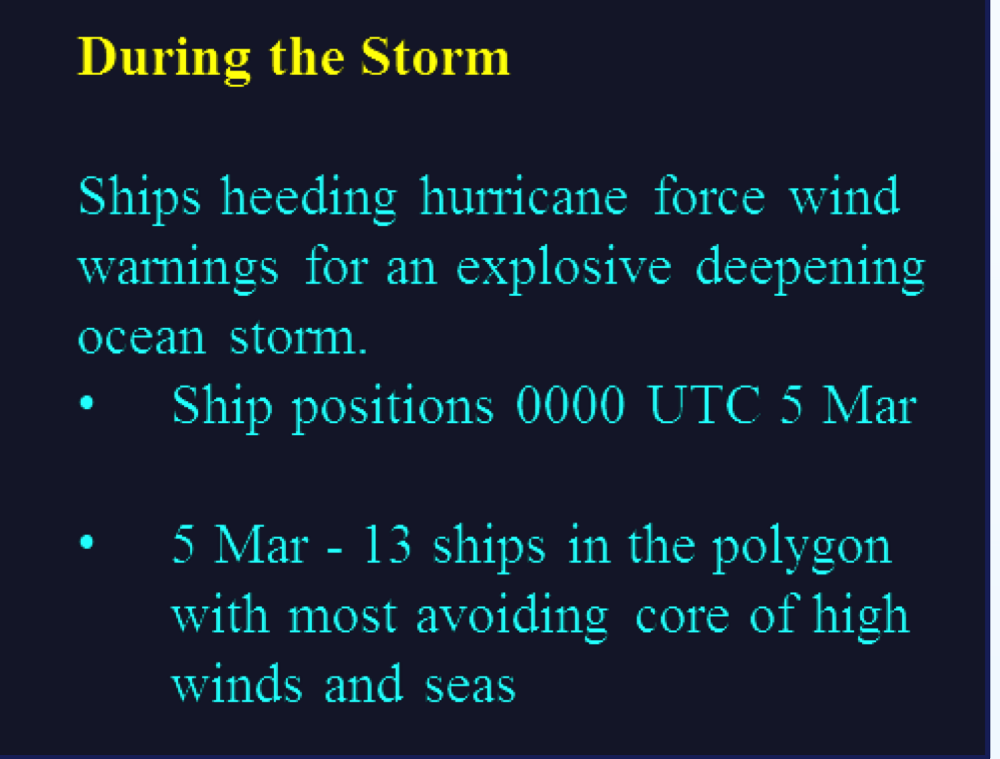 During the Storm
Ships heeding hurricane force wind
warnings for an explosive deepening
ocean storm.
• Ship positions 0000 UTC 5 Mar
• 5 Mar - 13 ships in the polygon
with most avoiding core of high
winds and seas